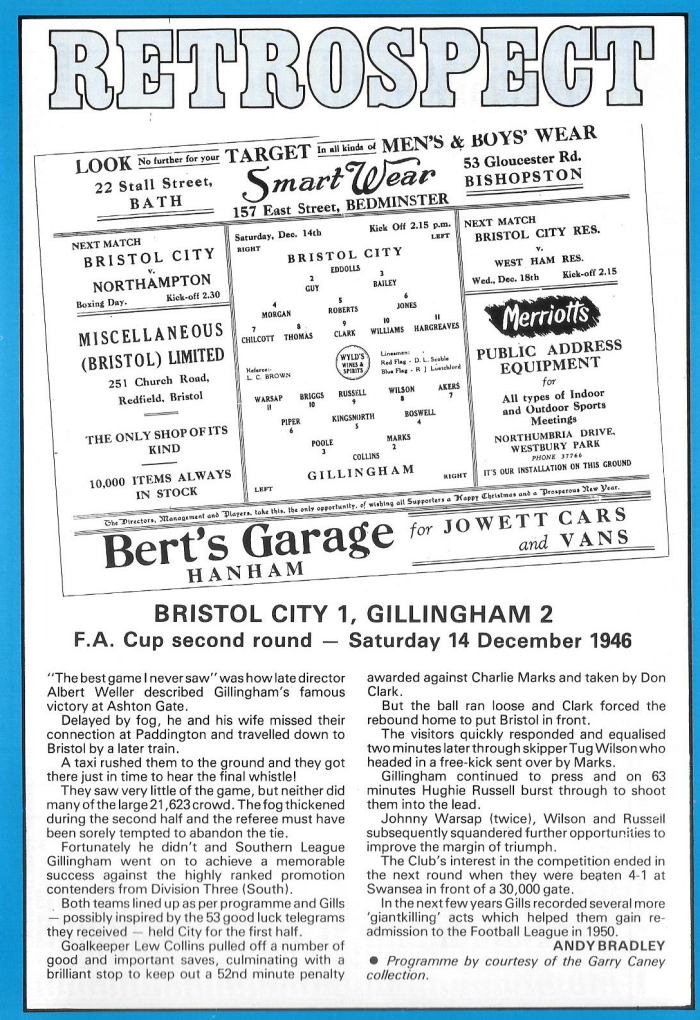 RETROSPECT
LOOK No further for your TARGET In all kinds of MEN'S & BOYS' WEAR
22 Stall Street,
BATH
Smart Wear
157 East Street, BEDMINSTER
53 Gloucester Rd.
BISHOPSTON
NEXT MATCH
BRISTOL CITY
v.
NORTHAMPTON
Boxing Day. Kick-off 2.30
MISCELLANEOUS
(BRISTOL) LIMITED
251 Church Road,
Redfield, Bristol
THE ONLY SHOP OF ITS
KIND
10,000 ITEMS ALWAYS
IN STOCK
Saturday, Dec. 14th Kick Off 2.15 p.m.
RIGHT LEFT
BRISTOL CITY
EDDOLLS
2 3
GUY BAILEY
4 5 6
MORGAN ROBERTS JONES
7 8 9 10 11
CHILCOTT THOMAS CLARK WILLIAMS HARGREAVES
Referee:-
L. C. BROWN
WYLD'S
WINES &
SPIRITS
Linesmen:
Red Flag - D. L. Scoble
Blue Flag - R J Luetchford
WARSAP BRIGGS RUSSELL WILSON AKERS
11 10 9 8 7
PIPER KINGSNORTH BOSWELL
6 5 4
POOLE MARKS
3 2
COLLINS
GILLINGHAM
LEFT RIGHT
NEXT MATCH
BRISTOL CITY RES.
v.
WEST HAM RES.
Wed., Dec. 18th Kick-off 2.15
Merriotts
PUBLIC ADDRESS
EQUIPMENT
for
All types of Indoor
and Outdoor Sports
Meetings
NORTHUMBRIA DRIVE,
WESTBURY PARK
PHONE 37766
IT'S OUR INSTALLATION ON THIS GROUND
The Directors, Management and Players, take this, the only opportunity, of wishing all Supporters a Happy Christmas and a Prosperous New Year.
Bert's Garage for JOWETT CARS
HANHAM and VANS
BRISTOL CITY 1, GILLINGHAM 2
F.A. Cup second round — Saturday 14 December 1946
"The best game I never saw" was how late director
Albert Weller described Gillingham's famous
victory at Ashton Gate.
Delayed by fog, he and his wife missed their
connection at Paddington and travelled down to
Bristol by a later train.
A taxi rushed them to the ground and they got
there just in time to hear the final whistle!
They saw very little of the game, but neither did
many of the large 21,623 crowd. The fog thickened
during the second half and the referee must have
been sorely tempted to abandon the tie.
Fortunately he didn't and Southern League
Gillingham went on to achieve a memorable
success against the highly ranked promotion
contenders from Division Three (South).
Both teams lined up as per programme and Gills
— possibly inspired by the 53 good luck telegrams
they received — held City for the first half.
Goalkeeper Lew Collins pulled off a number of
good and important saves, culminating with a
brilliant stop to keep out a 52nd minute penalty
awarded against Charlie Marks and taken by Don
Clark.
But the ball ran loose and Clark forced the
rebound home to put Bristol in front.
The visitors quickly responded and equalised
two minutes later through skipper Tug Wilson who
headed in a free-kick sent over by Marks.
Gillingham continued to press and on 63
minutes Hughie Russell burst through to shoot
them into the lead.
Johnny Warsap (twice), Wilson and Russell
subsequently squandered further opportunities to
improve the margin of triumph.
The Club's interest in the competition ended in
the next round when they were beaten 4-1 at
Swansea in front of a 30,000 gate.
In the next few years Gills recorded several more
'giantkilling' acts which helped them gain re-
admission to the Football League in 1950.
ANDY BRADLEY
● Programme by courtesy of the Garry Caney
collection.